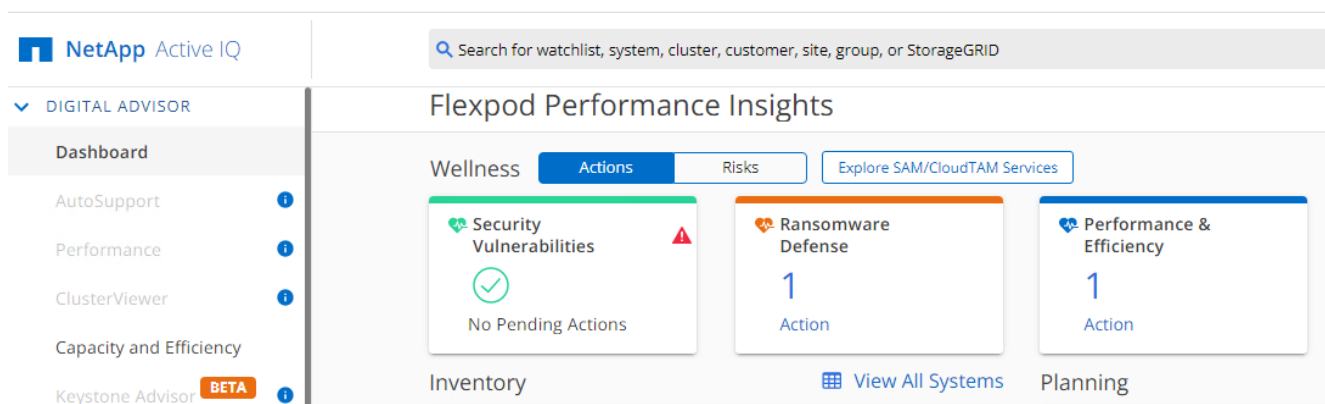 NetApp Active IQ
Search for watchlist, system, cluster, customer, site, group, or StorageGRID
DIGITAL ADVISOR
Dashboard
AutoSupport
Performance
ClusterViewer
Capacity and Efficiency
Keystone Advisor BETA
Flexpod Performance Insights
Wellness Actions Risks Explore SAM/CloudTAM Services
Security
Vulnerabilities
No Pending Actions
Ransomware
Defense
1
Action
Performance &
Efficiency
1
Action
Inventory View All Systems Planning